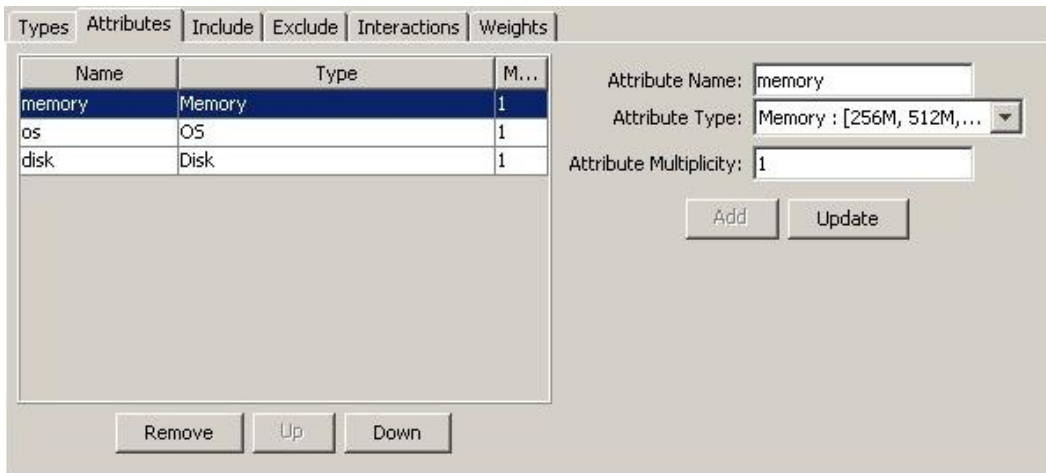 Types Attributes Include Exclude Interactions Weights
Name Type M...
memory Memory 1
os OS 1
disk Disk 1
Remove Up Down
Attribute Name: memory
Attribute Type: Memory : [256M, 512M,...
Attribute Multiplicity: 1
Add Update